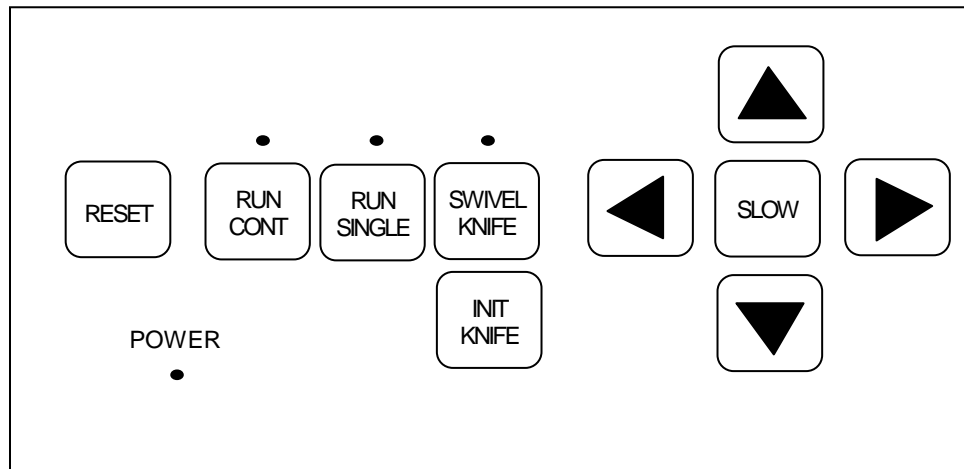 RESET
RUN
CONT
RUN
SINGLE
SWIVEL
KNIFE
SLOW
INIT
KNIFE
POWER